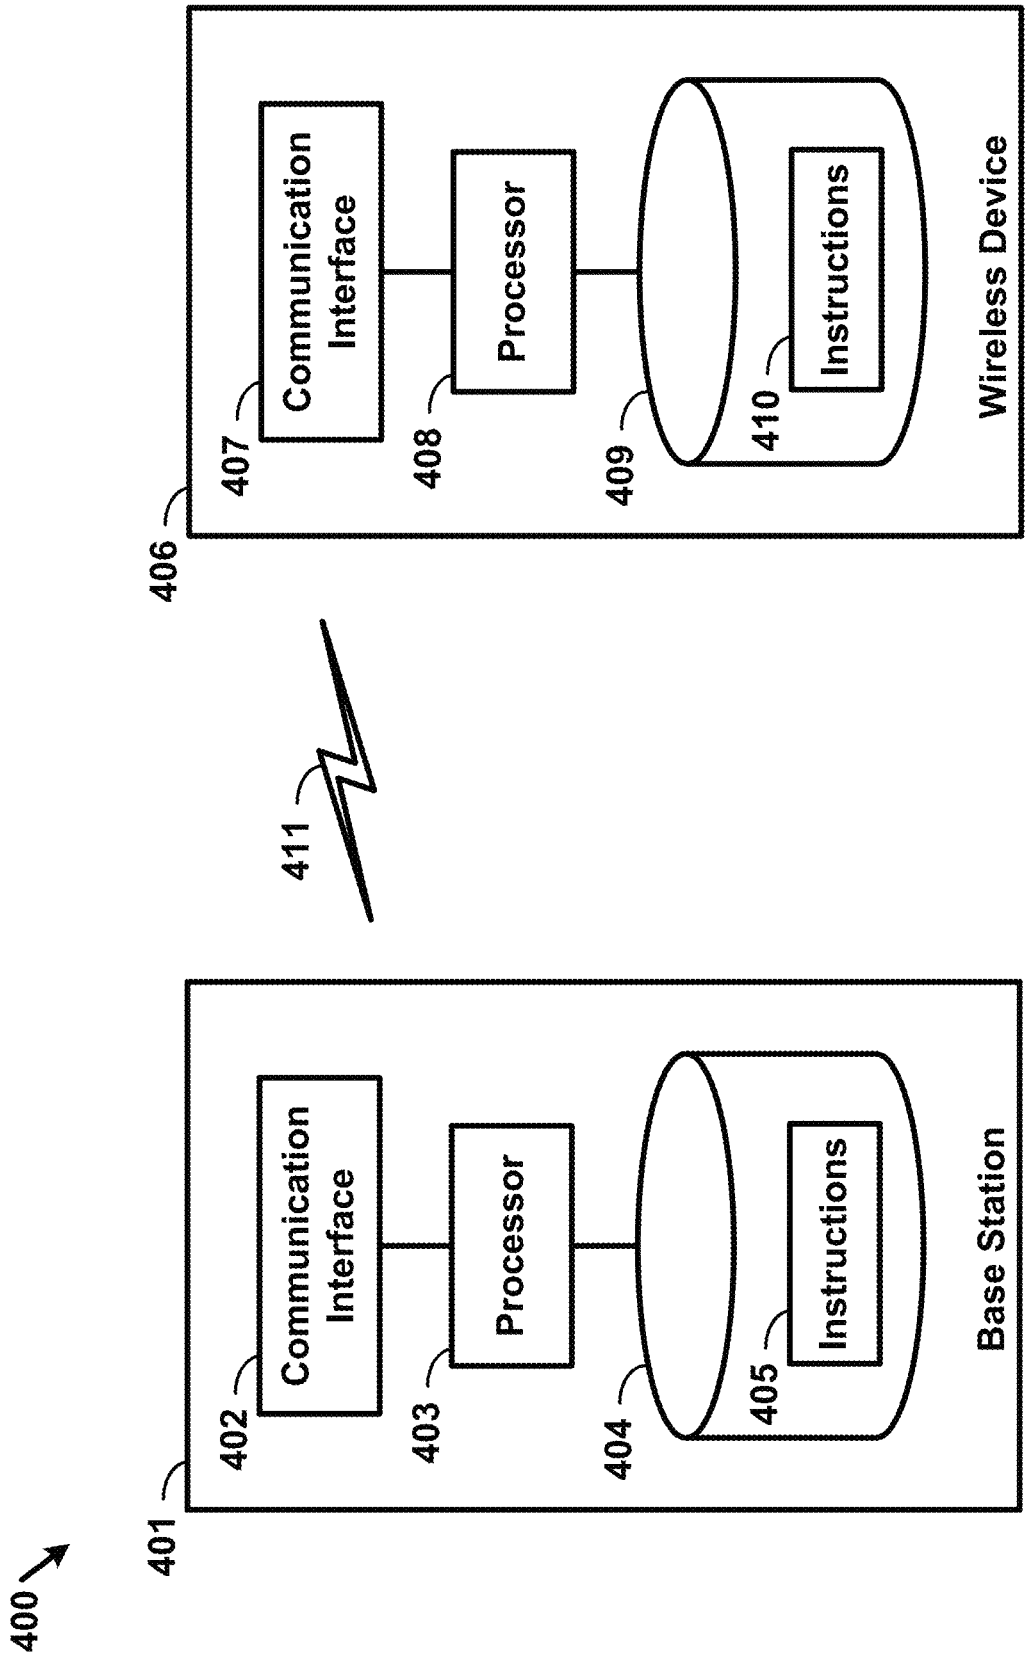 400
401
402
Communication
Interface
403
Processor
404
405
Instructions
Base Station
411
406
407
Communication
Interface
408
Processor
409
410
Instructions
Wireless Device